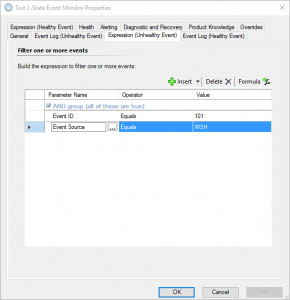 Test 2-State Event Monitor Properties
Expression (Healthy Event) Health Alerting Diagnostic and Recovery Product Knowledge Overrides
General Event Log (Unhealthy Event) Expression (Unhealthy Event) Event Log (Healthy Event)
Filter one or more events
Build the expression to filter one or more events:
Insert Delete Formula
Parameter Name Operator Value
AND group (all of these are true)
Event ID Equals 101
Event Source ... Equals WSH
OK Cancel Apply